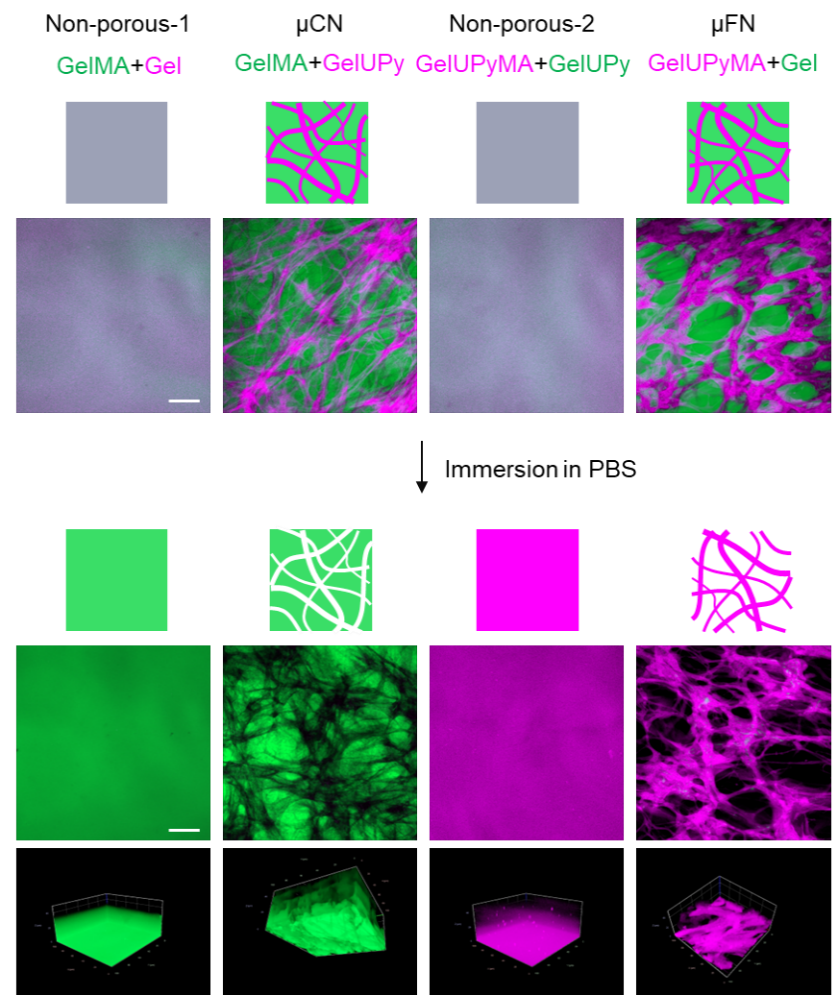 Non-porous-1 µCN Non-porous-2 µFN
GelMA+Gel GelMA+GelUPy GelUPyMA+GelUPy GelUPyMA+Gel
Immersion in PBS